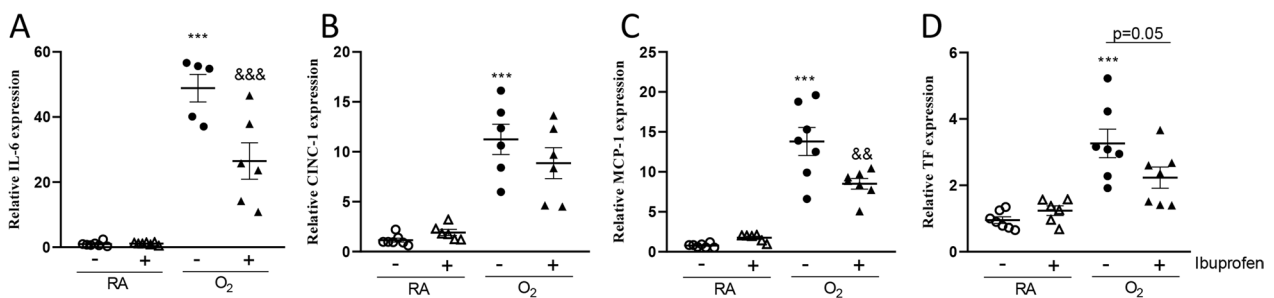 A
Relative IL-6 expression
60
40
20
0
***
&&&
- + - +
RA O2
B
Relative CINC-1 expression
20
15
10
5
0
***
- + - +
RA O2
C
Relative MCP-1 expression
25
20
15
10
5
0
***
&&
- + - +
RA O2
D
Relative TF expression
6
4
2
0
p=0.05
***
- + - + Ibuprofen
RA O2